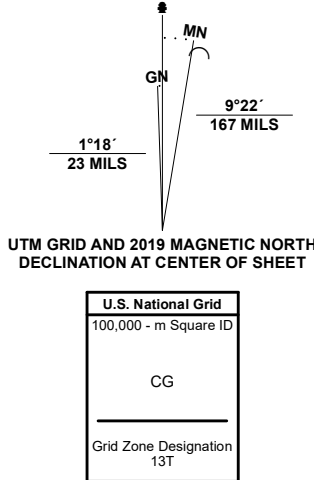 MN
GN
9°22´
167 MILS
1°18´
23 MILS
UTM GRID AND 2019 MAGNETIC NORTH
DECLINATION AT CENTER OF SHEET
U.S. National Grid
100,000 - m Square ID
CG
Grid Zone Designation
13T